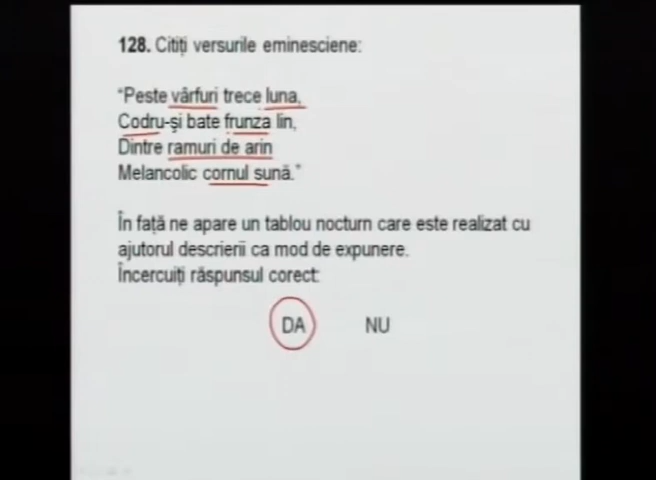 128. Citiți versurile eminesciene:
"Peste vârfuri trece luna,
Codru-și bate frunza lin,
Dintre ramuri de arin
Melancolic cornul sună."
În față ne apare un tablou nocturn care este realizat cu
ajutorul descrierii ca mod de expunere.
Încercuiți răspunsul corect:
DA NU